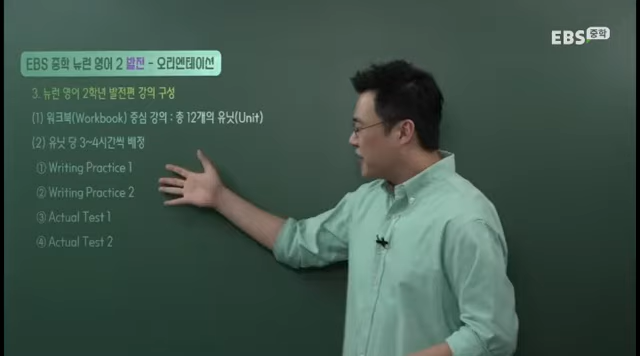 EBS 중학
EBS 중학 뉴런 영어 2 발전 - 오리엔테이션
3. 뉴런 영어 2학년 발전편 강의 구성
(1) 워크북(Workbook) 중심 강의 : 총 12개의 유닛(Unit)
(2) 유닛 당 3~4시간씩 배정
① Writing Practice 1
② Writing Practice 2
③ Actual Test 1
④ Actual Test 2